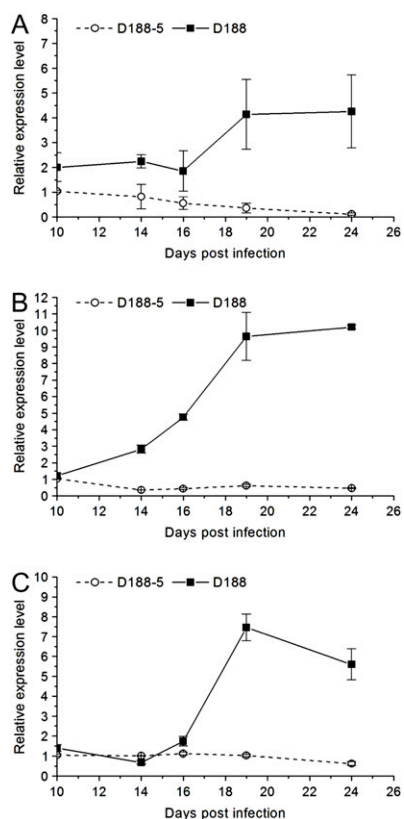 A
D188-5 D188
Relative expression level
8
7
6
5
4
3
2
1
0
10 12 14 16 18 20 22 24 26
Days post infection
B
D188-5 D188
Relative expression level
12
11
10
9
8
7
6
5
4
3
2
1
0
10 12 14 16 18 20 22 24 26
Days post infection
C
D188-5 D188
Relative expression level
10
9
8
7
6
5
4
3
2
1
0
10 12 14 16 18 20 22 24 26
Days post infection